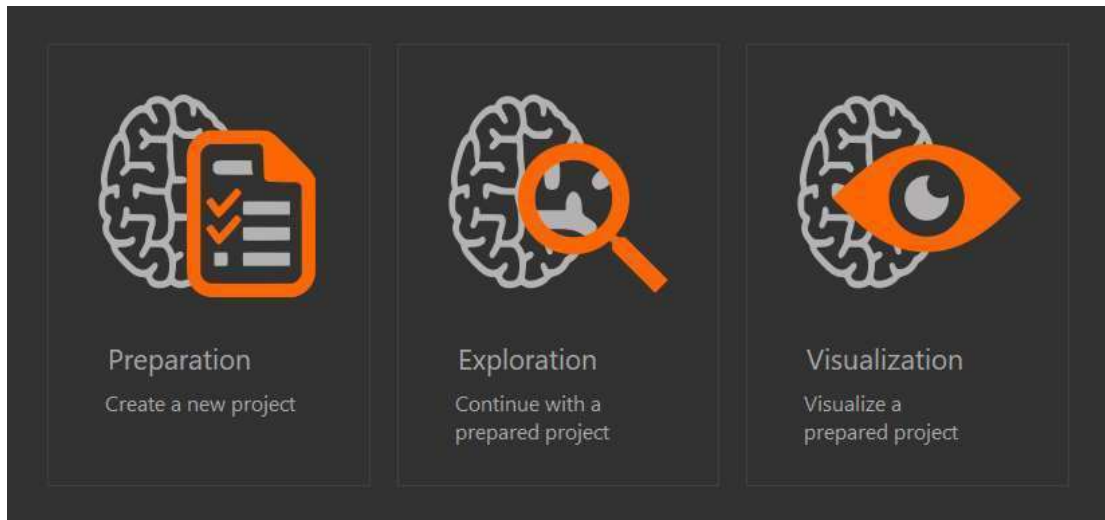 Preparation
Create a new project
Exploration
Continue with a
prepared project
Visualization
Visualize a
prepared project